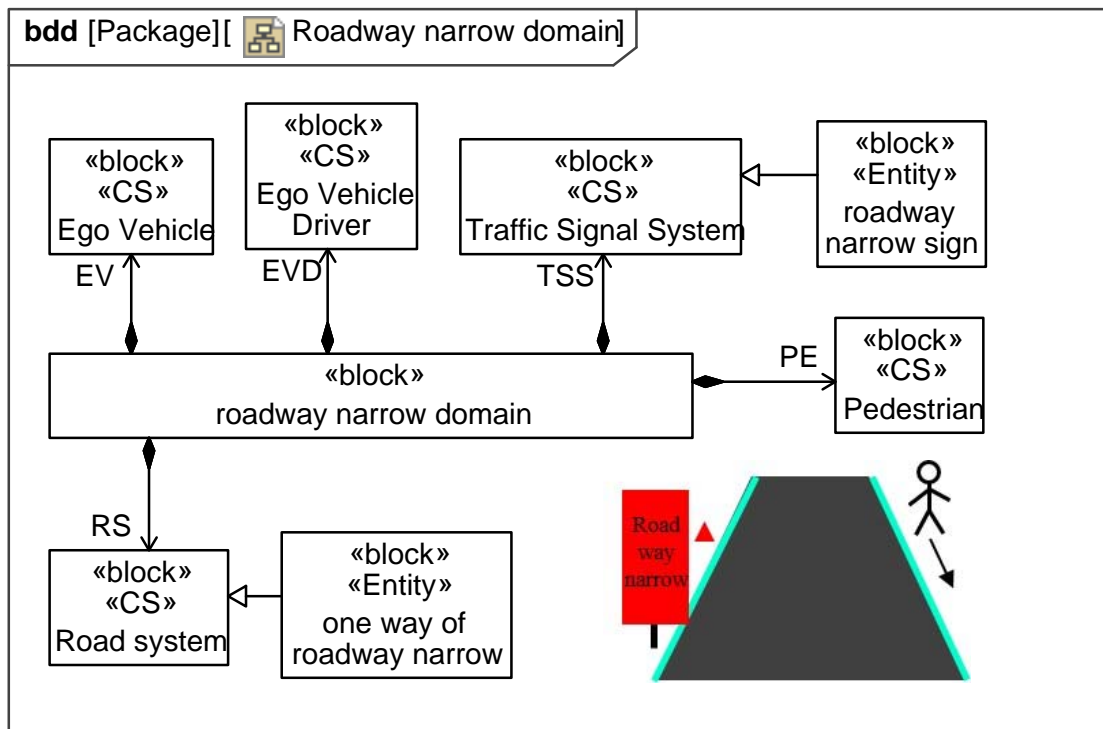 bdd [Package][ Roadway narrow domain]
«block»
«CS»
Ego Vehicle
«block»
«CS»
Ego Vehicle
Driver
«block»
«CS»
Traffic Signal System
«block»
«Entity»
roadway
narrow sign
EV
EVD
TSS
«block»
roadway narrow domain
PE
«block»
«CS»
Pedestrian
RS
«block»
«CS»
Road system
«block»
«Entity»
one way of
roadway narrow
Road
way
narrow